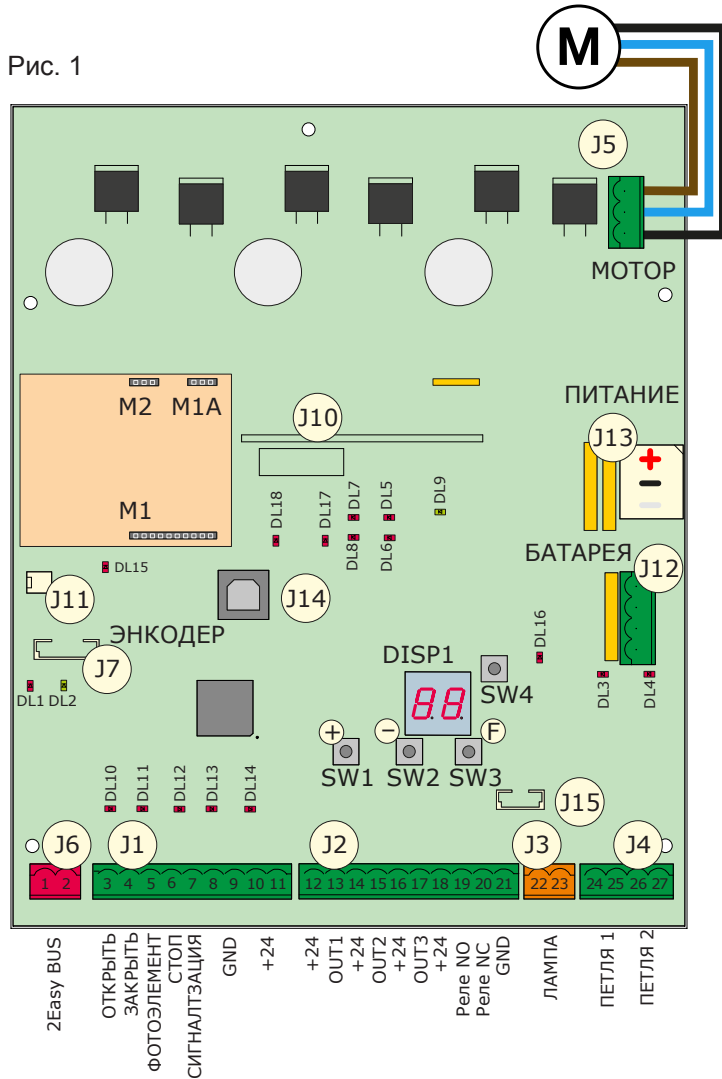 Рис. 1
M
J5
МОТОР
M2 M1A
J10
ПИТАНИЕ
J13
+
M1
DL18 DL17 DL7 DL5 DL9
DL8 DL6
БАТАРЕЯ
J12
DL15
J11
J14
ЭНКОДЕР
J7
DL16
DISP1
SW4
88
DL1 DL2
DL3 DL4
+ − F
SW1 SW2 SW3
DL10 DL11 DL12 DL13 DL14
J15
J6 J1 J2 J3 J4
1 2 3 4 5 6 7 8 9 10 11 12 13 14 15 16 17 18 19 20 21 22 23 24 25 26 27
2Easy BUS
ОТКРЫТЬ
ЗАКРЫТЬ
ФОТОЭЛЕМЕНТ
СТОП
СИГНАЛТЗАЦИЯ
GND
+24
+24
OUT1
+24
OUT2
+24
OUT3
+24
Реле NO
Реле NC
GND
ЛАМПА
ПЕТЛЯ 1
ПЕТЛЯ 2